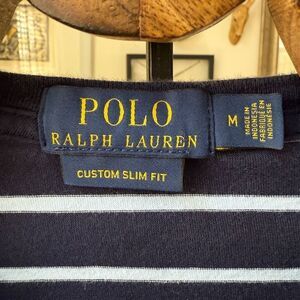 POLO
RALPH LAUREN
CUSTOM SLIM FIT
M
MADE IN
INDONESIA
FABRIQUÉ EN
INDONÉSIE